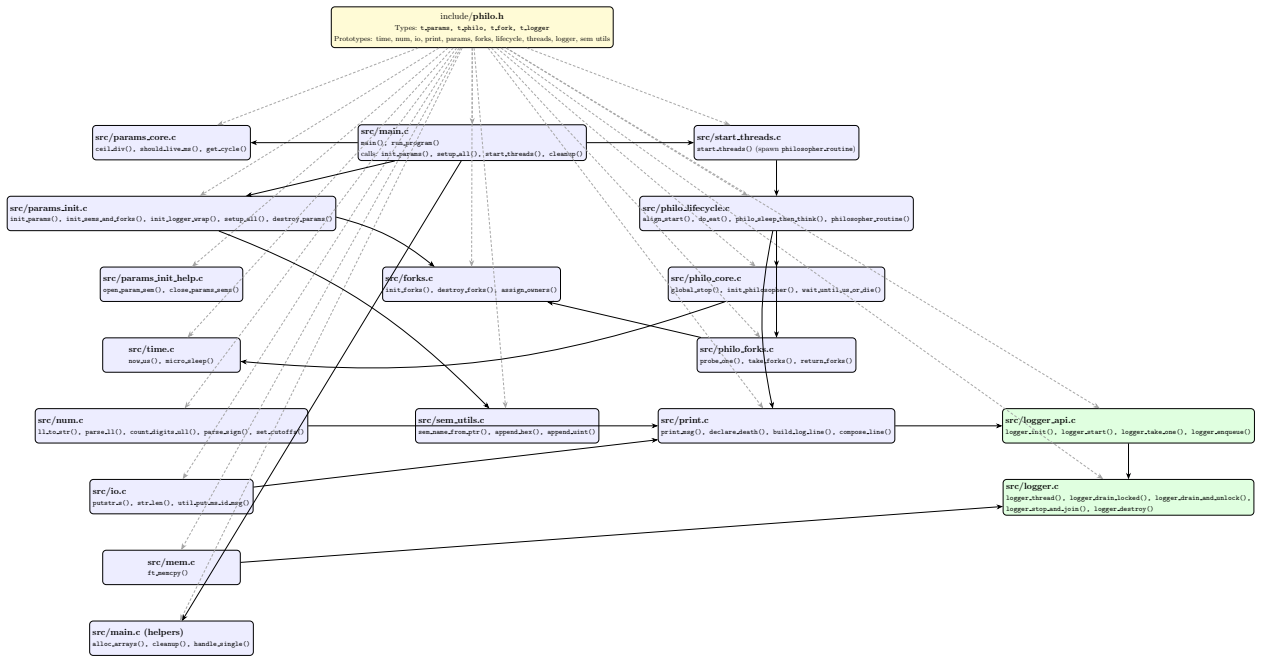 include/philo.h
Types: t_params, t_philo, t_fork, t_logger
Prototypes: time, num, io, print, params, forks, lifecycle, threads, logger, sem utils
src/params_core.c
ceil_div(), should_live_ms(), get_cycle()
src/main.c
main(), run_program()
calls: init_params(), setup_all(), start_threads(), cleanup()
src/start_threads.c
start_threads() (spawn philosopher_routine)
src/params_init.c
init_params(), init_sems_and_forks(), init_logger_wrap(), setup_all(), destroy_params()
src/philo_lifecycle.c
align_start(), do_eat(), philo_sleep_then_think(), philosopher_routine()
src/params_init_help.c
open_param_sem(), close_params_sems()
src/forks.c
init_forks(), destroy_forks(), assign_owners()
src/philo_core.c
global_stop(), init_philosopher(), wait_until_us_or_die()
src/time.c
now_us(), micro_sleep()
src/philo_forks.c
probe_one(), take_forks(), return_forks()
src/num.c
ll_to_str(), parse_ll(), count_digits_ull(), parse_sign(), set_cutoffs()
src/sem_utils.c
sem_name_from_ptr(), append_hex(), append_uint()
src/print.c
print_msg(), declare_death(), build_log_line(), compose_line()
src/logger_api.c
logger_init(), logger_start(), logger_take_one(), logger_enqueue()
src/io.c
putstr_s(), str_len(), util_put_ms_id_msg()
src/logger.c
logger_thread(), logger_drain_locked(), logger_drain_and_unlock(),
logger_stop_and_join(), logger_destroy()
src/mem.c
ft_memcpy()
src/main.c (helpers)
alloc_arrays(), cleanup(), handle_single()